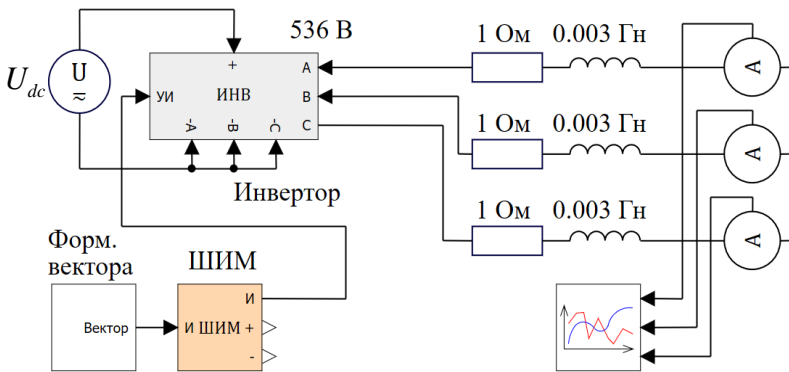 536 В
1 Ом 0.003 Гн
U
≂
U dc
+
A
B
C
УИ
ИНВ
-A
-B
-C
A
1 Ом 0.003 Гн
A
Инвертор
1 Ом 0.003 Гн
A
Форм.
вектора
ШИМ
Вектор
И
И ШИМ +
-